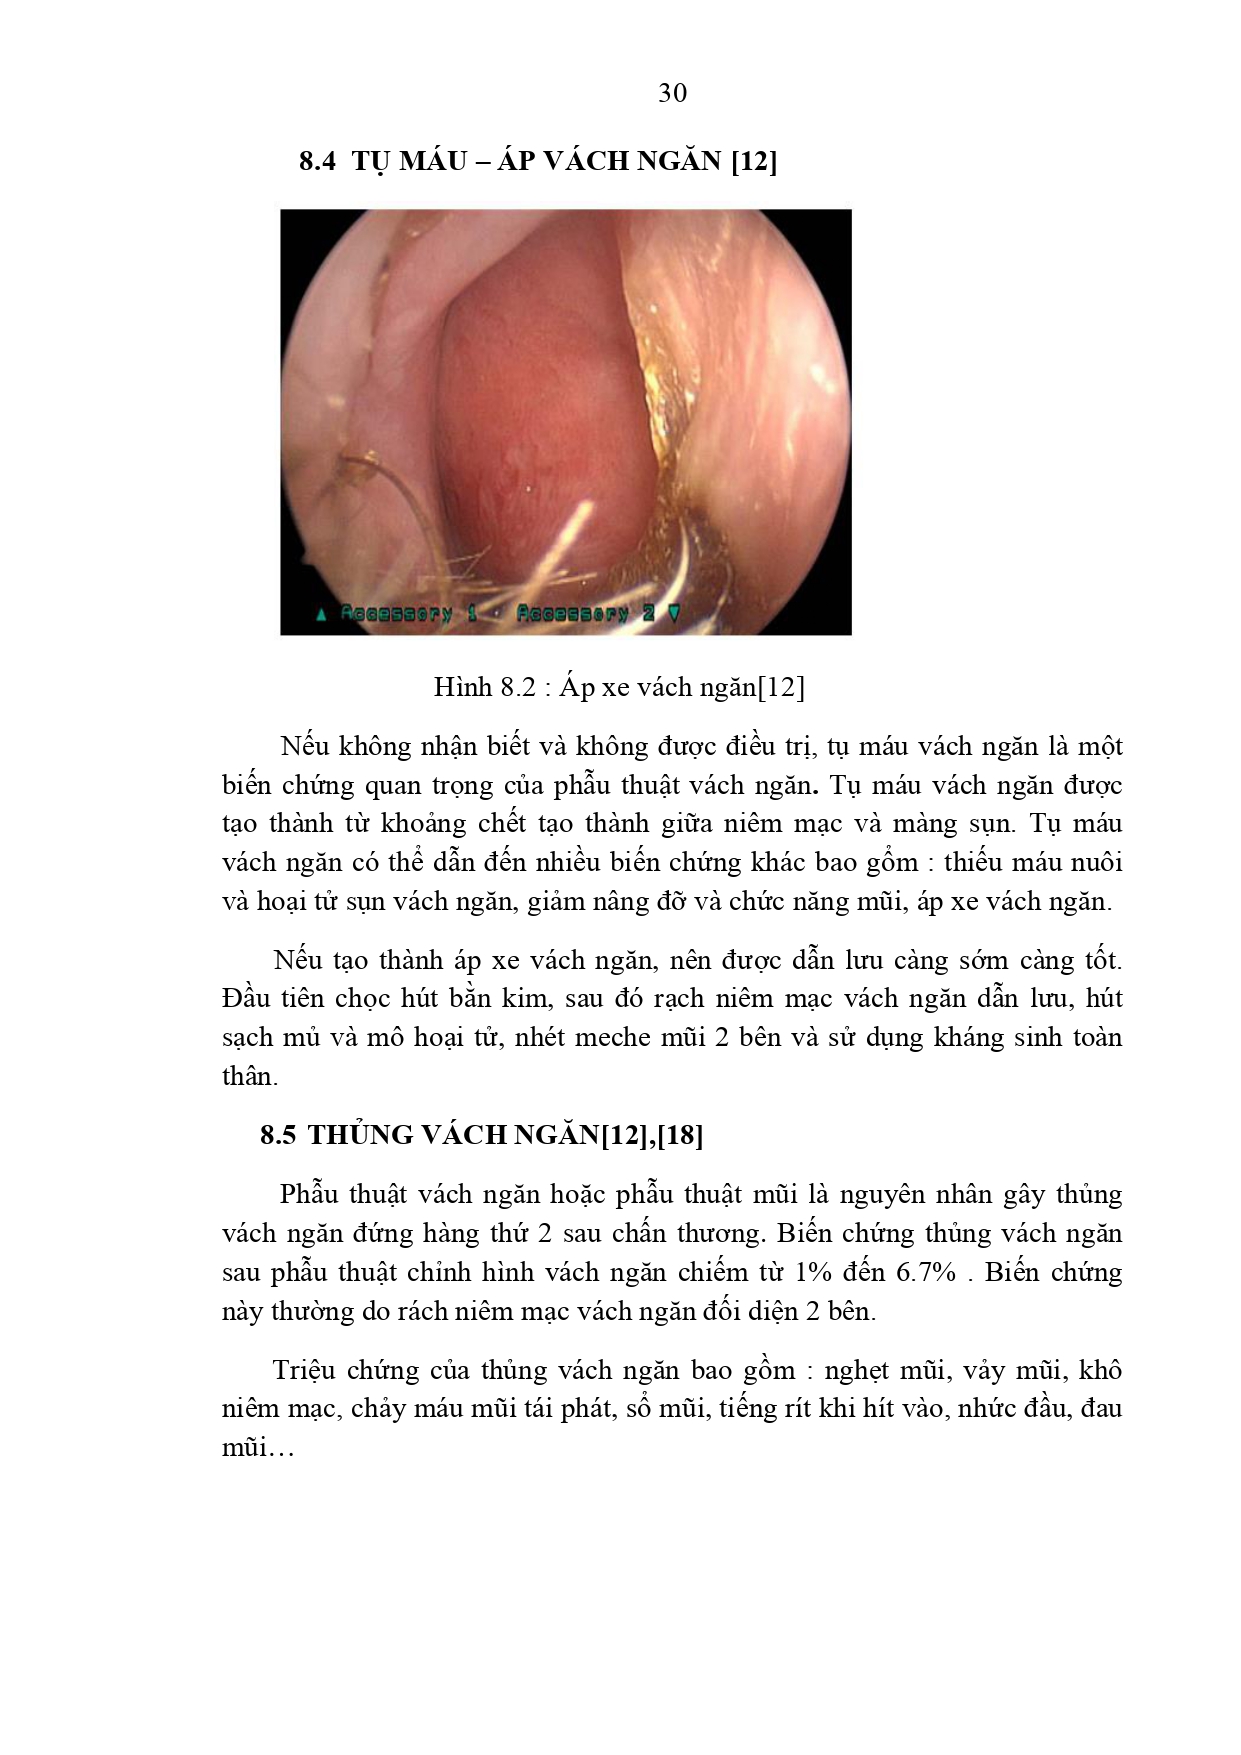 30
8.4 TỤ MÁU – ÁP VÁCH NGĂN [12]
▲ Accessory 1 · Accessory 2 ▼
Hình 8.2 : Áp xe vách ngăn[12]
Nếu không nhận biết và không được điều trị, tụ máu vách ngăn là một
biến chứng quan trọng của phẫu thuật vách ngăn. Tụ máu vách ngăn được
tạo thành từ khoảng chết tạo thành giữa niêm mạc và màng sụn. Tụ máu
vách ngăn có thể dẫn đến nhiều biến chứng khác bao gổm : thiếu máu nuôi
và hoại tử sụn vách ngăn, giảm nâng đỡ và chức năng mũi, áp xe vách ngăn.
Nếu tạo thành áp xe vách ngăn, nên được dẫn lưu càng sớm càng tốt.
Đầu tiên chọc hút bằn kim, sau đó rạch niêm mạc vách ngăn dẫn lưu, hút
sạch mủ và mô hoại tử, nhét meche mũi 2 bên và sử dụng kháng sinh toàn
thân.
8.5 THỦNG VÁCH NGĂN[12],[18]
Phẫu thuật vách ngăn hoặc phẫu thuật mũi là nguyên nhân gây thủng
vách ngăn đứng hàng thứ 2 sau chấn thương. Biến chứng thủng vách ngăn
sau phẫu thuật chỉnh hình vách ngăn chiếm từ 1% đến 6.7% . Biến chứng
này thường do rách niêm mạc vách ngăn đối diện 2 bên.
Triệu chứng của thủng vách ngăn bao gồm : nghẹt mũi, vảy mũi, khô
niêm mạc, chảy máu mũi tái phát, sổ mũi, tiếng rít khi hít vào, nhức đầu, đau
mũi…